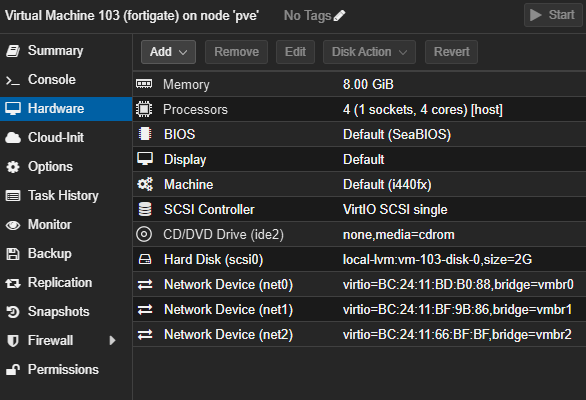 Virtual Machine 103 (fortigate) on node 'pve' No Tags Start
Summary
Console
Hardware
Cloud-Init
Options
Task History
Monitor
Backup
Replication
Snapshots
Firewall
Permissions
Add Remove Edit Disk Action Revert
Memory 8.00 GiB
Processors 4 (1 sockets, 4 cores) [host]
BIOS Default (SeaBIOS)
Display Default
Machine Default (i440fx)
SCSI Controller VirtIO SCSI single
CD/DVD Drive (ide2) none,media=cdrom
Hard Disk (scsi0) local-lvm:vm-103-disk-0,size=2G
Network Device (net0) virtio=BC:24:11:BD:B0:88,bridge=vmbr0
Network Device (net1) virtio=BC:24:11:BF:9B:86,bridge=vmbr1
Network Device (net2) virtio=BC:24:11:66:BF:BF,bridge=vmbr2